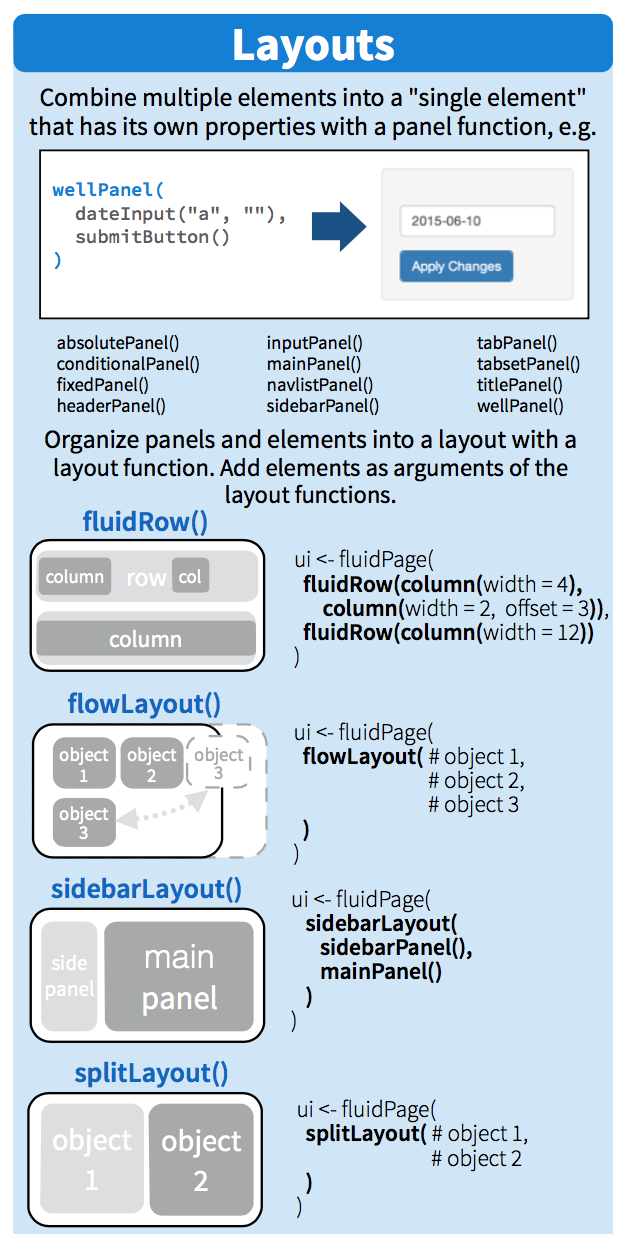 Layouts
Combine multiple elements into a "single element"
that has its own properties with a panel function, e.g.
wellPanel(
dateInput("a", ""),
submitButton()
)
2015-06-10
Apply Changes
absolutePanel()
conditionalPanel()
fixedPanel()
headerPanel()
inputPanel()
mainPanel()
navlistPanel()
sidebarPanel()
tabPanel()
tabsetPanel()
titlePanel()
wellPanel()
Organize panels and elements into a layout with a
layout function. Add elements as arguments of the
layout functions.
fluidRow()
column row col
column
ui <- fluidPage(
fluidRow(column(width = 4),
column(width = 2, offset = 3)),
fluidRow(column(width = 12))
)
flowLayout()
object
1
object
2
object
3
object
3
ui <- fluidPage(
flowLayout( # object 1,
# object 2,
# object 3
)
)
sidebarLayout()
side
panel
main
panel
ui <- fluidPage(
sidebarLayout(
sidebarPanel(),
mainPanel()
)
)
splitLayout()
object
1
object
2
ui <- fluidPage(
splitLayout( # object 1,
# object 2
)
)